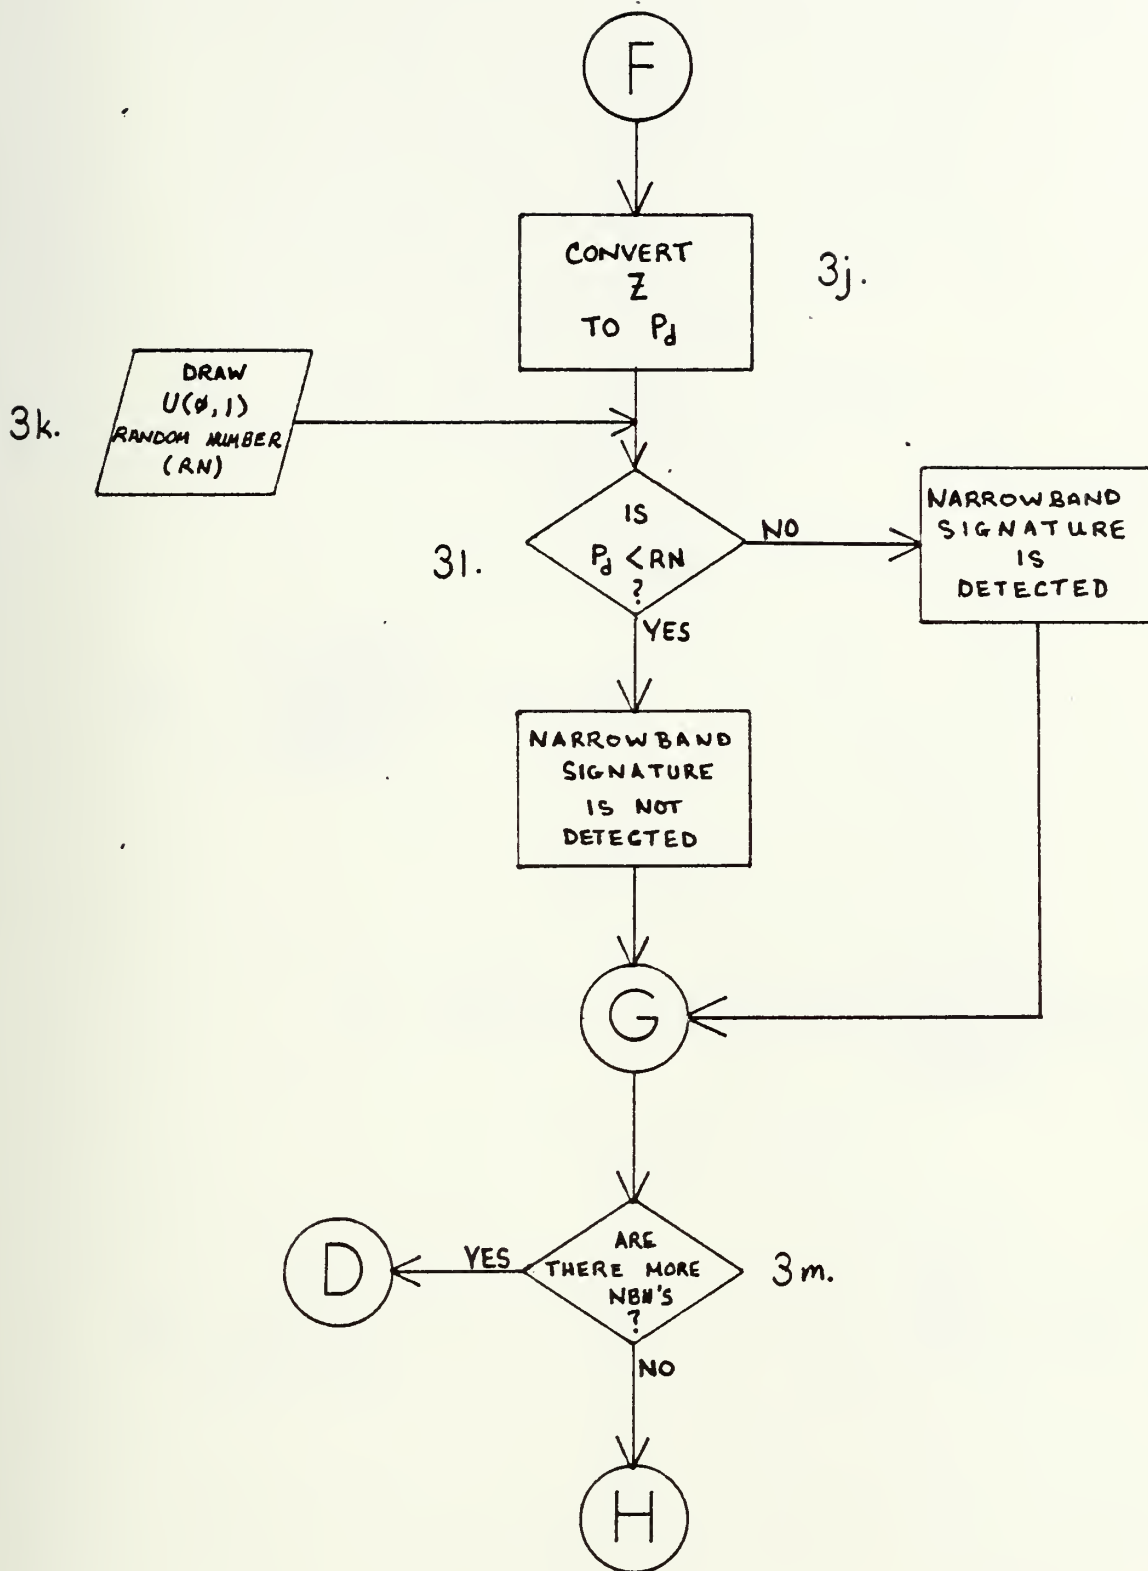 F
CONVERT
Z
TO Pd
3j.
DRAW
U(ø,1)
RANDOM NUMBER
(RN)
3k.
IS
Pd < RN
?
3l.
NO
NARROWBAND
SIGNATURE
IS
DETECTED
YES
NARROWBAND
SIGNATURE
IS NOT
DETECTED
G
ARE
THERE MORE
NBN'S
?
3m.
YES
D
NO
H